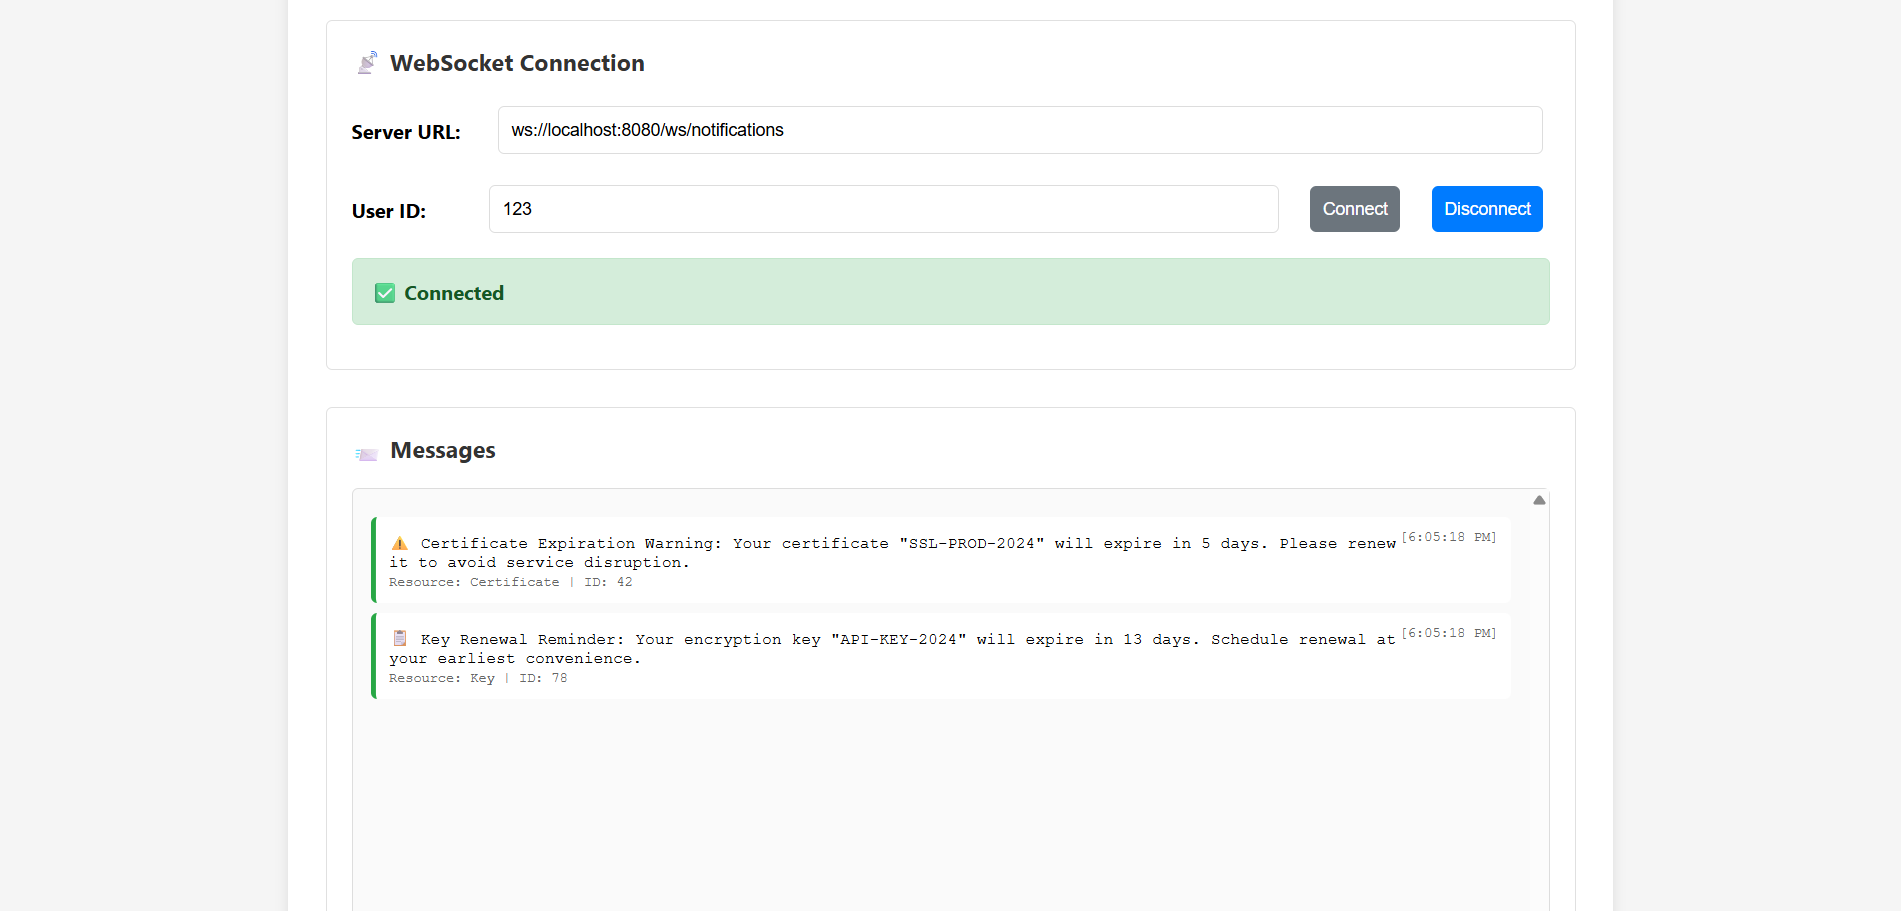 WebSocket Connection
Server URL:
ws://localhost:8080/ws/notifications
User ID:
123
Connect
Disconnect
Connected
Messages
Certificate Expiration Warning: Your certificate "SSL-PROD-2024" will expire in 5 days. Please renew
[6:05:18 PM]
it to avoid service disruption.
Resource: Certificate | ID: 42
Key Renewal Reminder: Your encryption key "API-KEY-2024" will expire in 13 days. Schedule renewal at
[6:05:18 PM]
your earliest convenience.
Resource: Key | ID: 78